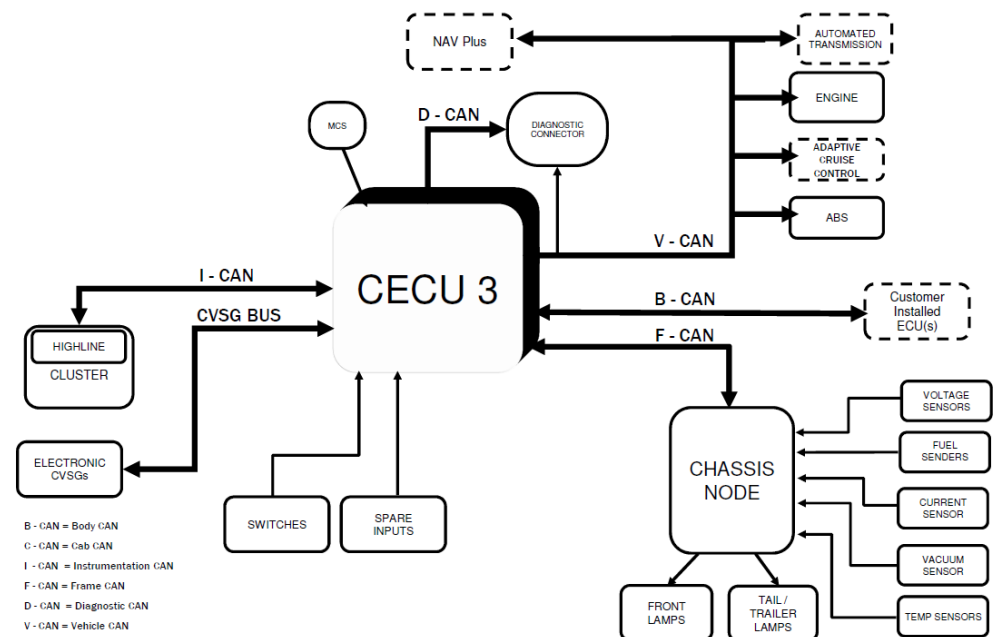 NAV Plus
AUTOMATED
TRANSMISSION
ENGINE
MCS
D - CAN
DIAGNOSTIC
CONNECTOR
ADAPTIVE
CRUISE
CONTROL
ABS
V - CAN
I - CAN
CECU 3
CVSG BUS
B - CAN
Customer
Installed
ECU(s)
F - CAN
HIGHLINE
CLUSTER
VOLTAGE
SENSORS
FUEL
SENDERS
ELECTRONIC
CVSGs
CHASSIS
NODE
CURRENT
SENSOR
SWITCHES
SPARE
INPUTS
VACUUM
SENSOR
FRONT
LAMPS
TAIL /
TRAILER
LAMPS
TEMP SENSORS
B - CAN = Body CAN
C - CAN = Cab CAN
I - CAN = Instrumentation CAN
F - CAN = Frame CAN
D - CAN = Diagnostic CAN
V - CAN = Vehicle CAN